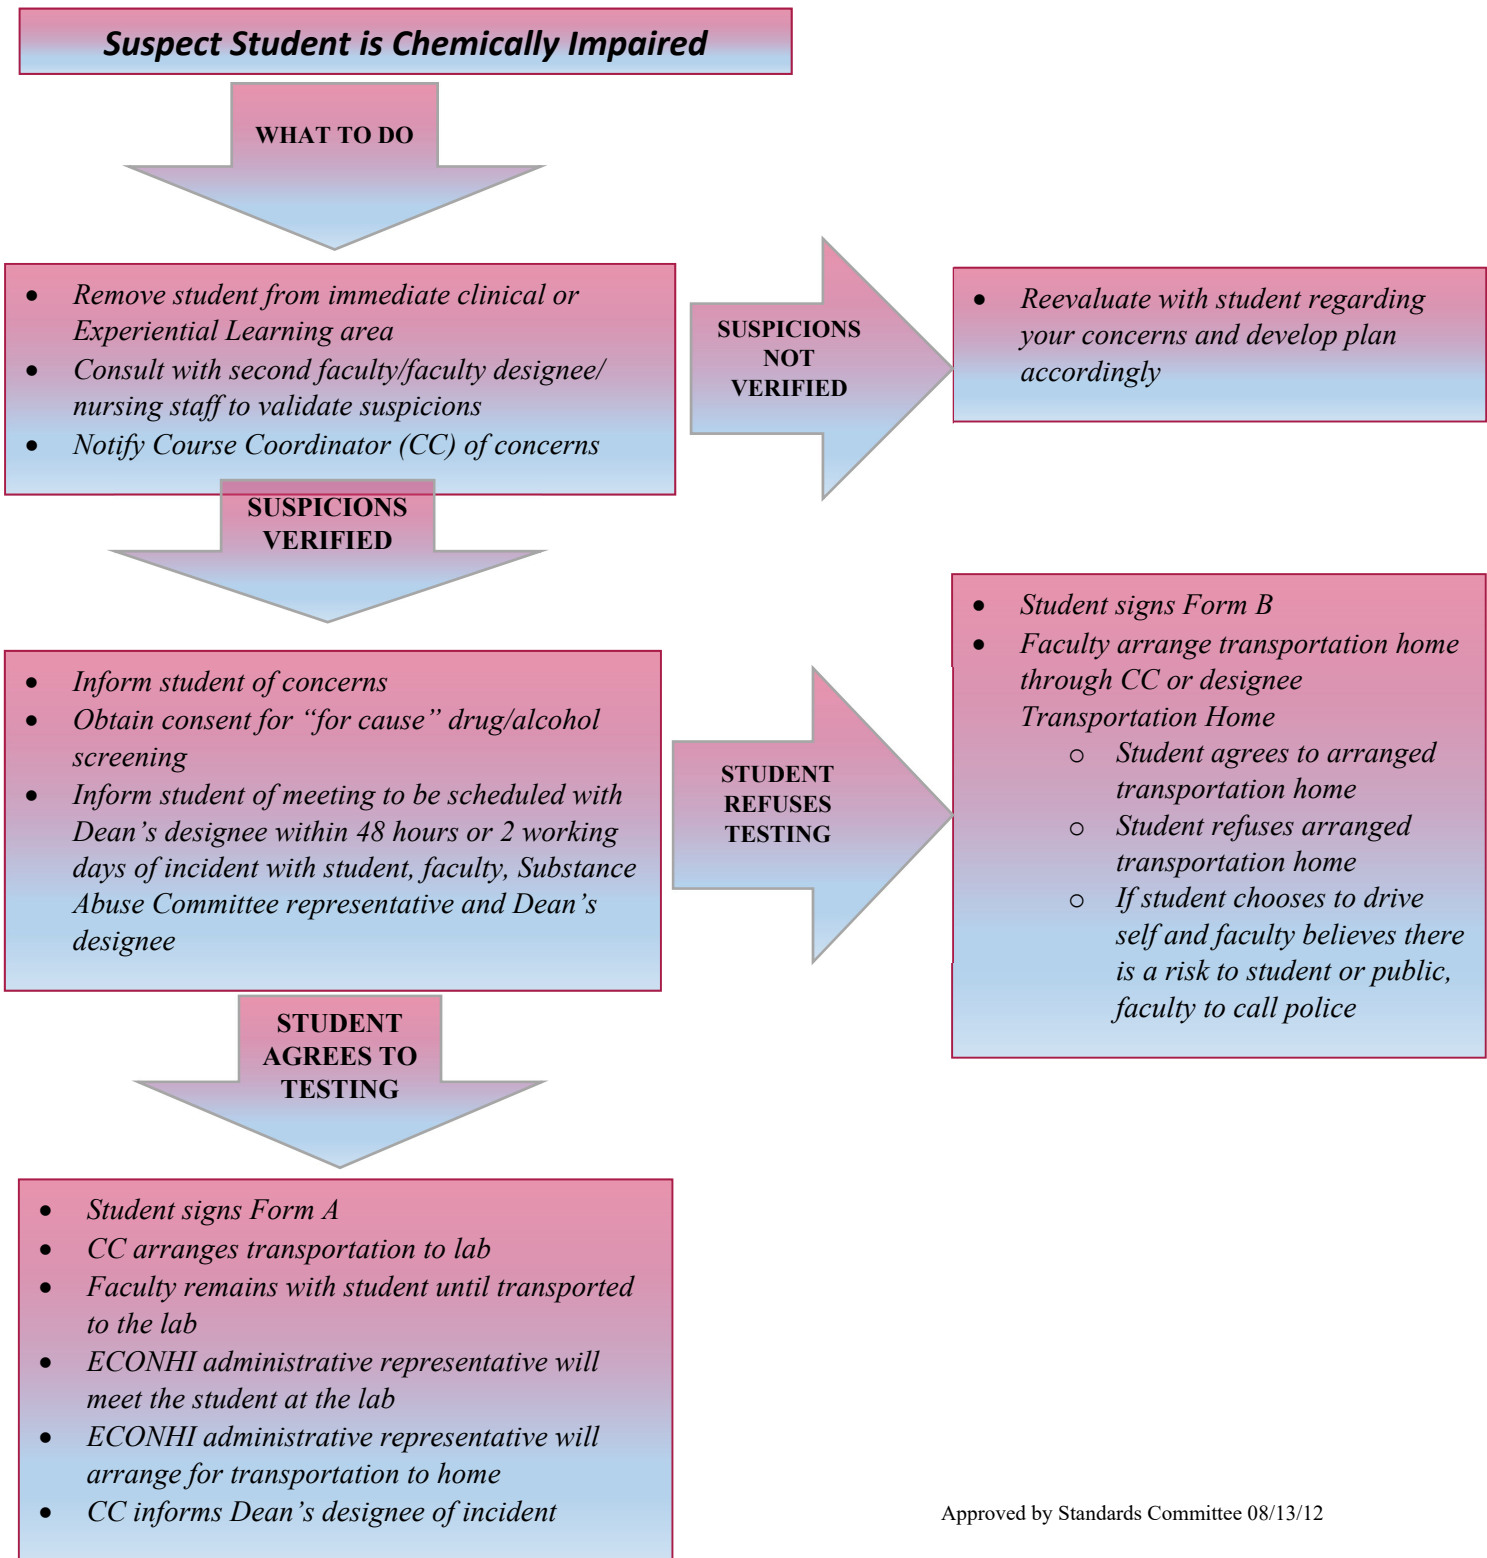 Suspect Student is Chemically Impaired
WHAT TO DO
• Remove student from immediate clinical or
Experiential Learning area
• Consult with second faculty/faculty designee/
nursing staff to validate suspicions
• Notify Course Coordinator (CC) of concerns
SUSPICIONS
NOT
VERIFIED
• Reevaluate with student regarding
your concerns and develop plan
accordingly
SUSPICIONS
VERIFIED
• Inform student of concerns
• Obtain consent for “for cause” drug/alcohol
screening
• Inform student of meeting to be scheduled with
Dean’s designee within 48 hours or 2 working
days of incident with student, faculty, Substance
Abuse Committee representative and Dean’s
designee
STUDENT
REFUSES
TESTING
• Student signs Form B
• Faculty arrange transportation home
through CC or designee
Transportation Home
o Student agrees to arranged
transportation home
o Student refuses arranged
transportation home
o If student chooses to drive
self and faculty believes there
is a risk to student or public,
faculty to call police
STUDENT
AGREES TO
TESTING
• Student signs Form A
• CC arranges transportation to lab
• Faculty remains with student until transported
to the lab
• ECONHI administrative representative will
meet the student at the lab
• ECONHI administrative representative will
arrange for transportation to home
• CC informs Dean’s designee of incident
Approved by Standards Committee 08/13/12